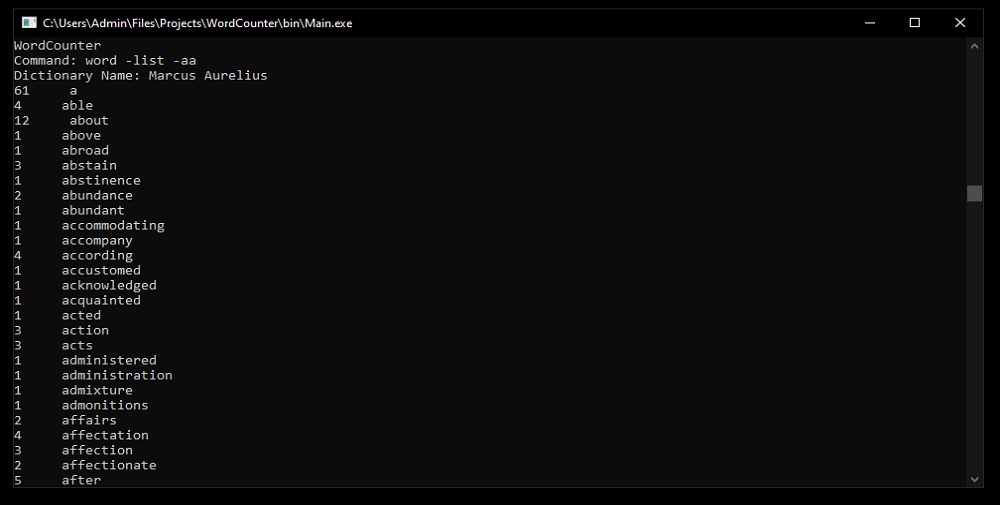 C:\Users\Admin\Files\Projects\WordCounter\bin\Main.exe
WordCounter
Command: word -list -aa
Dictionary Name: Marcus Aurelius
61     a
4     able
12     about
1     above
1     abroad
3     abstain
1     abstinence
2     abundance
1     abundant
1     accommodating
1     accompany
4     according
1     accustomed
1     acknowledged
1     acquainted
1     acted
3     action
3     acts
1     administered
1     administration
1     admixture
1     admonitions
2     affairs
4     affectation
3     affection
2     affectionate
5     after